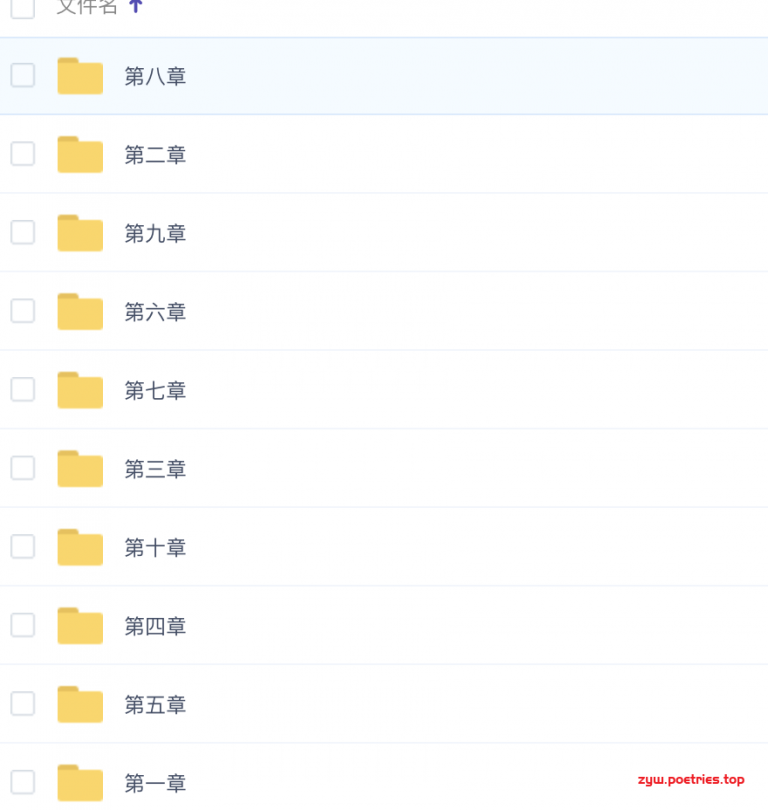 文件名
第八章
第二章
第九章
第六章
第七章
第三章
第十章
第四章
第五章
第一章
zyw.poetries.top